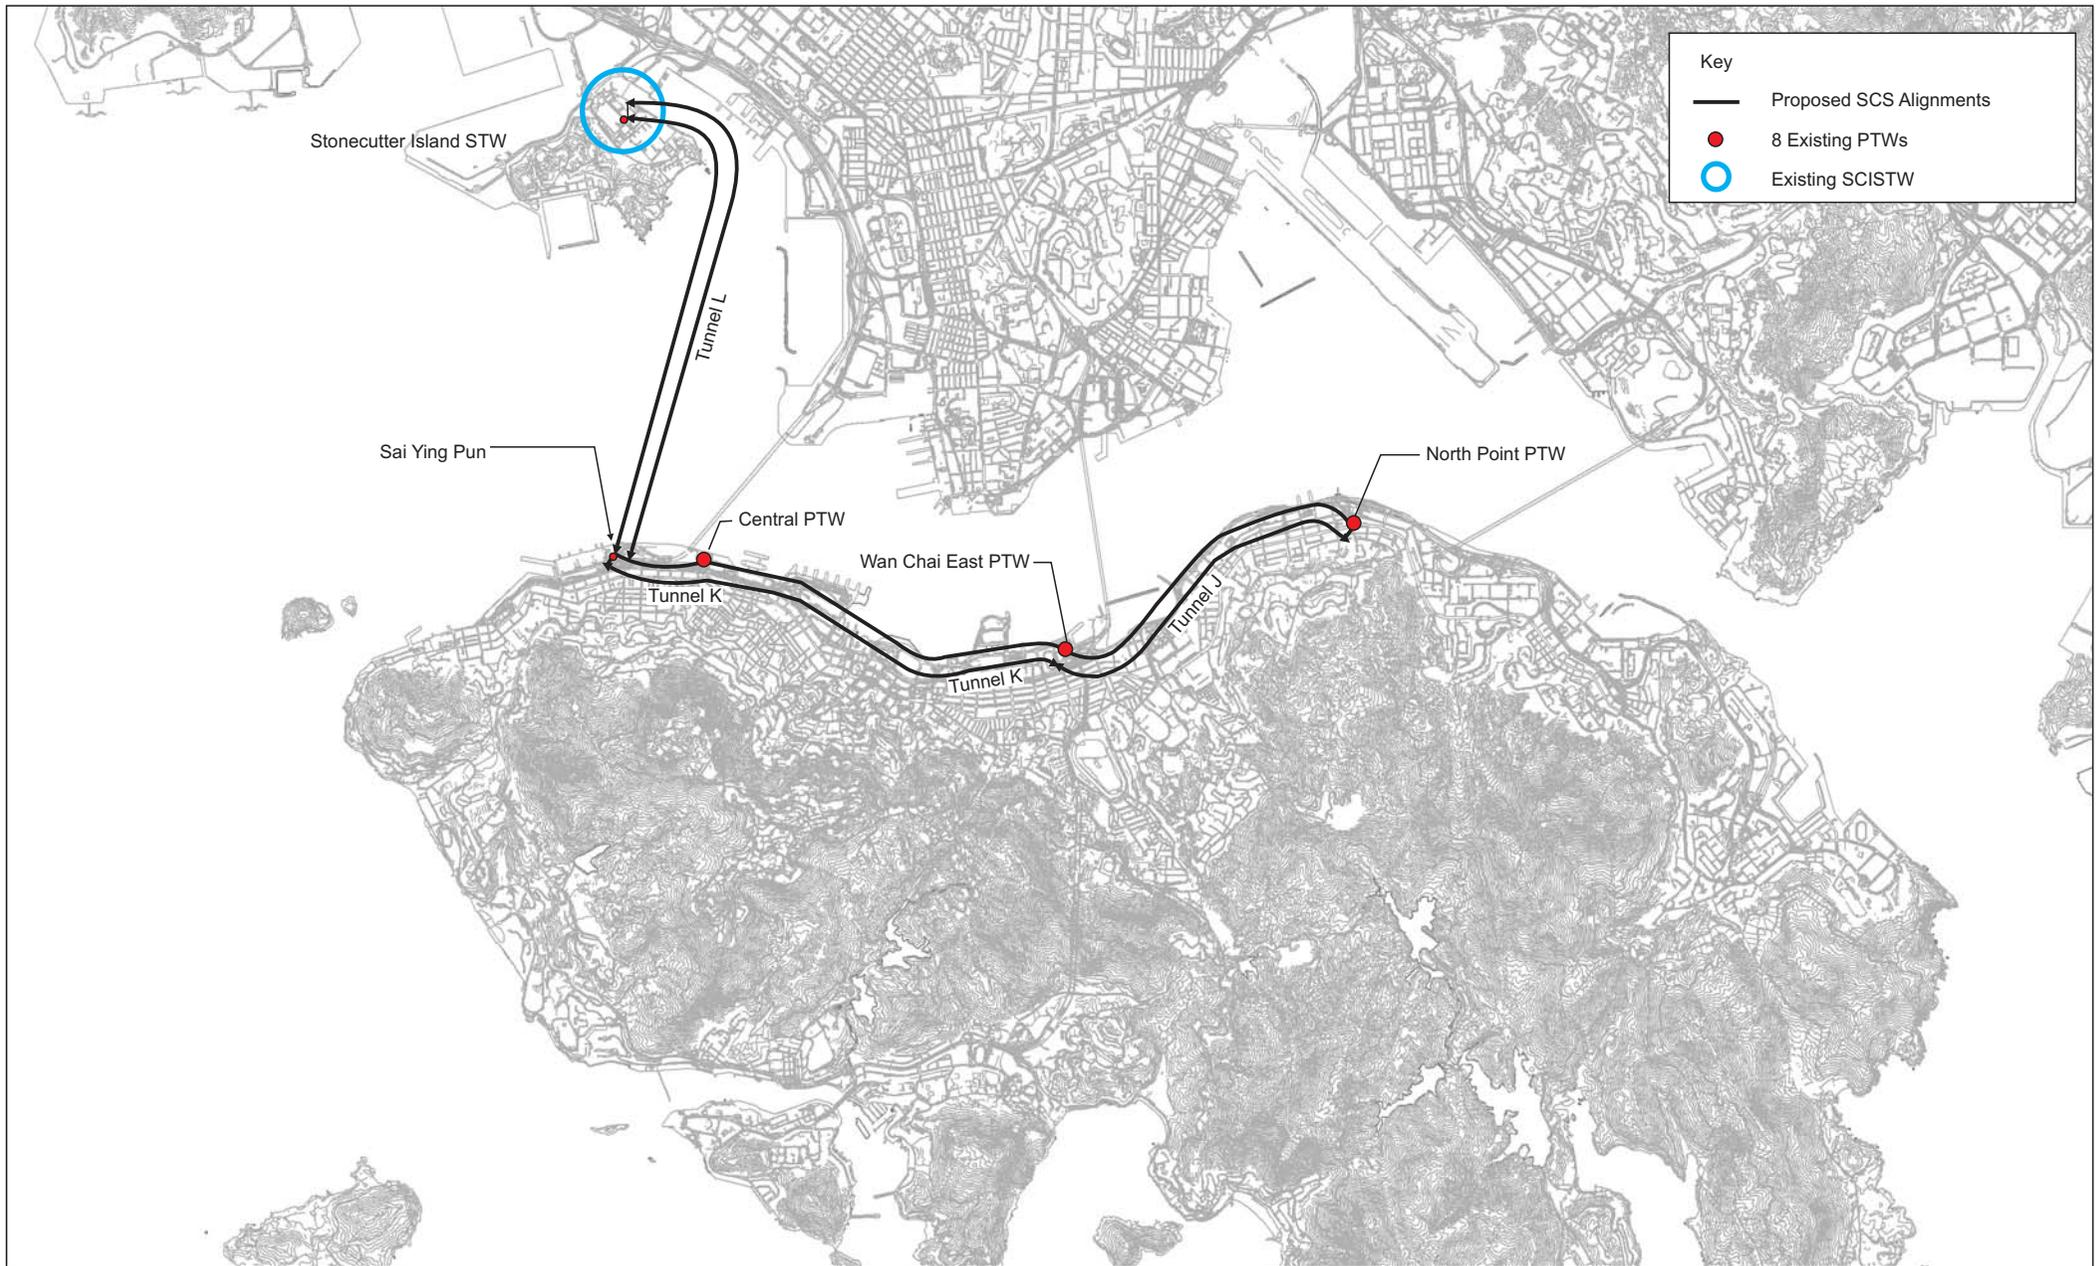 Key
Proposed SCS Alignments
8 Existing PTWs
Existing SCISTW
Stonecutter Island STW
Tunnel L
Sai Ying Pun
North Point PTW
Central PTW
Wan Chai East PTW
Tunnel K
Tunnel J
Tunnel K